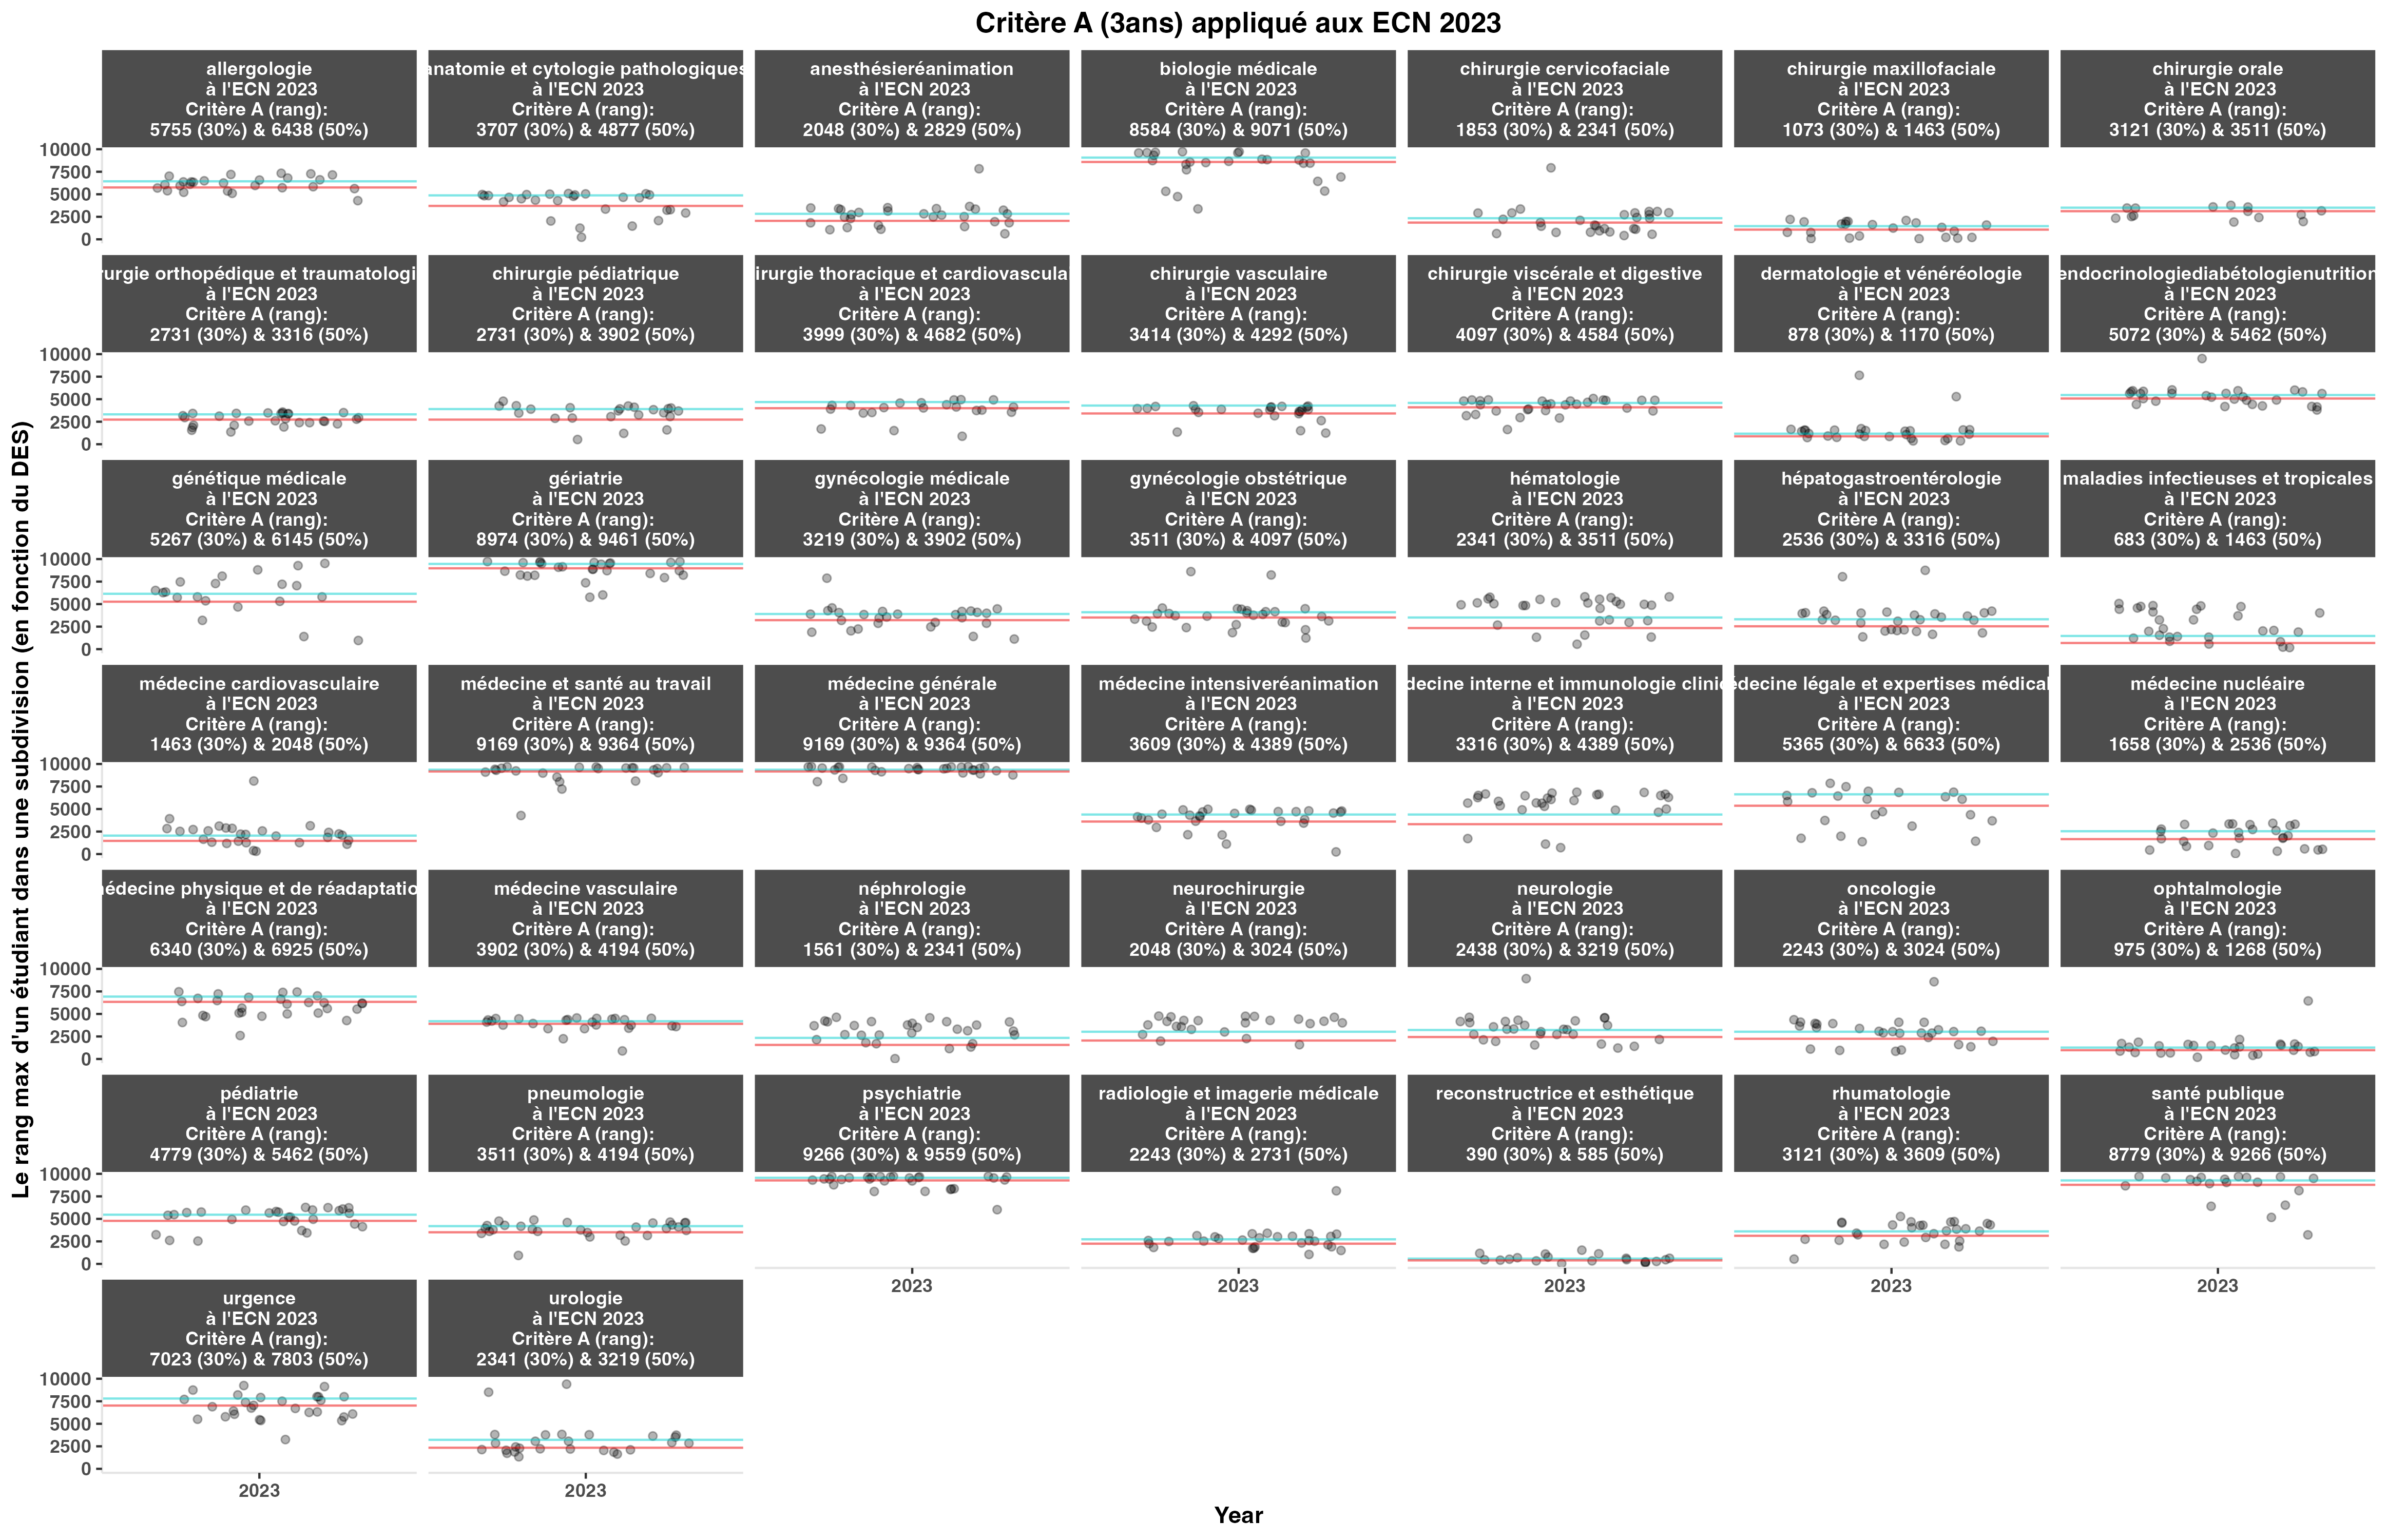 Critère A (3ans) appliqué aux ECN 2023
Le rang max d'un étudiant dans une subdivision (en fonction du DES)
allergologie
à l'ECN 2023
Critère A (rang):
5755 (30%) & 6438 (50%)
anatomie et cytologie pathologiques
à l'ECN 2023
Critère A (rang):
3707 (30%) & 4877 (50%)
anesthésieréanimation
à l'ECN 2023
Critère A (rang):
2048 (30%) & 2829 (50%)
biologie médicale
à l'ECN 2023
Critère A (rang):
8584 (30%) & 9071 (50%)
chirurgie cervicofaciale
à l'ECN 2023
Critère A (rang):
1853 (30%) & 2341 (50%)
chirurgie maxillofaciale
à l'ECN 2023
Critère A (rang):
1073 (30%) & 1463 (50%)
chirurgie orale
à l'ECN 2023
Critère A (rang):
3121 (30%) & 3511 (50%)
10000
7500
5000
2500
0
rurgie orthopédique et traumatologi
à l'ECN 2023
Critère A (rang):
2731 (30%) & 3316 (50%)
chirurgie pédiatrique
à l'ECN 2023
Critère A (rang):
2731 (30%) & 3902 (50%)
irurgie thoracique et cardiovascula
à l'ECN 2023
Critère A (rang):
3999 (30%) & 4682 (50%)
chirurgie vasculaire
à l'ECN 2023
Critère A (rang):
3414 (30%) & 4292 (50%)
chirurgie viscérale et digestive
à l'ECN 2023
Critère A (rang):
4097 (30%) & 4584 (50%)
dermatologie et vénéréologie
à l'ECN 2023
Critère A (rang):
878 (30%) & 1170 (50%)
endocrinologiediabétologienutrition
à l'ECN 2023
Critère A (rang):
5072 (30%) & 5462 (50%)
10000
7500
5000
2500
0
génétique médicale
à l'ECN 2023
Critère A (rang):
5267 (30%) & 6145 (50%)
gériatrie
à l'ECN 2023
Critère A (rang):
8974 (30%) & 9461 (50%)
gynécologie médicale
à l'ECN 2023
Critère A (rang):
3219 (30%) & 3902 (50%)
gynécologie obstétrique
à l'ECN 2023
Critère A (rang):
3511 (30%) & 4097 (50%)
hématologie
à l'ECN 2023
Critère A (rang):
2341 (30%) & 3511 (50%)
hépatogastroentérologie
à l'ECN 2023
Critère A (rang):
2536 (30%) & 3316 (50%)
maladies infectieuses et tropicales
à l'ECN 2023
Critère A (rang):
683 (30%) & 1463 (50%)
10000
7500
5000
2500
0
médecine cardiovasculaire
à l'ECN 2023
Critère A (rang):
1463 (30%) & 2048 (50%)
médecine et santé au travail
à l'ECN 2023
Critère A (rang):
9169 (30%) & 9364 (50%)
médecine générale
à l'ECN 2023
Critère A (rang):
9169 (30%) & 9364 (50%)
médecine intensiveréanimation
à l'ECN 2023
Critère A (rang):
3609 (30%) & 4389 (50%)
decine interne et immunologie clinic
à l'ECN 2023
Critère A (rang):
3316 (30%) & 4389 (50%)
édecine légale et expertises médical
à l'ECN 2023
Critère A (rang):
5365 (30%) & 6633 (50%)
médecine nucléaire
à l'ECN 2023
Critère A (rang):
1658 (30%) & 2536 (50%)
10000
7500
5000
2500
0
médecine physique et de réadaptatio
à l'ECN 2023
Critère A (rang):
6340 (30%) & 6925 (50%)
médecine vasculaire
à l'ECN 2023
Critère A (rang):
3902 (30%) & 4194 (50%)
néphrologie
à l'ECN 2023
Critère A (rang):
1561 (30%) & 2341 (50%)
neurochirurgie
à l'ECN 2023
Critère A (rang):
2048 (30%) & 3024 (50%)
neurologie
à l'ECN 2023
Critère A (rang):
2438 (30%) & 3219 (50%)
oncologie
à l'ECN 2023
Critère A (rang):
2243 (30%) & 3024 (50%)
ophtalmologie
à l'ECN 2023
Critère A (rang):
975 (30%) & 1268 (50%)
10000
7500
5000
2500
0
pédiatrie
à l'ECN 2023
Critère A (rang):
4779 (30%) & 5462 (50%)
pneumologie
à l'ECN 2023
Critère A (rang):
3511 (30%) & 4194 (50%)
psychiatrie
à l'ECN 2023
Critère A (rang):
9266 (30%) & 9559 (50%)
radiologie et imagerie médicale
à l'ECN 2023
Critère A (rang):
2243 (30%) & 2731 (50%)
reconstructrice et esthétique
à l'ECN 2023
Critère A (rang):
390 (30%) & 585 (50%)
rhumatologie
à l'ECN 2023
Critère A (rang):
3121 (30%) & 3609 (50%)
santé publique
à l'ECN 2023
Critère A (rang):
8779 (30%) & 9266 (50%)
10000
7500
5000
2500
0
2023
2023
2023
2023
2023
urgence
à l'ECN 2023
Critère A (rang):
7023 (30%) & 7803 (50%)
urologie
à l'ECN 2023
Critère A (rang):
2341 (30%) & 3219 (50%)
10000
7500
5000
2500
0
2023
2023
Year